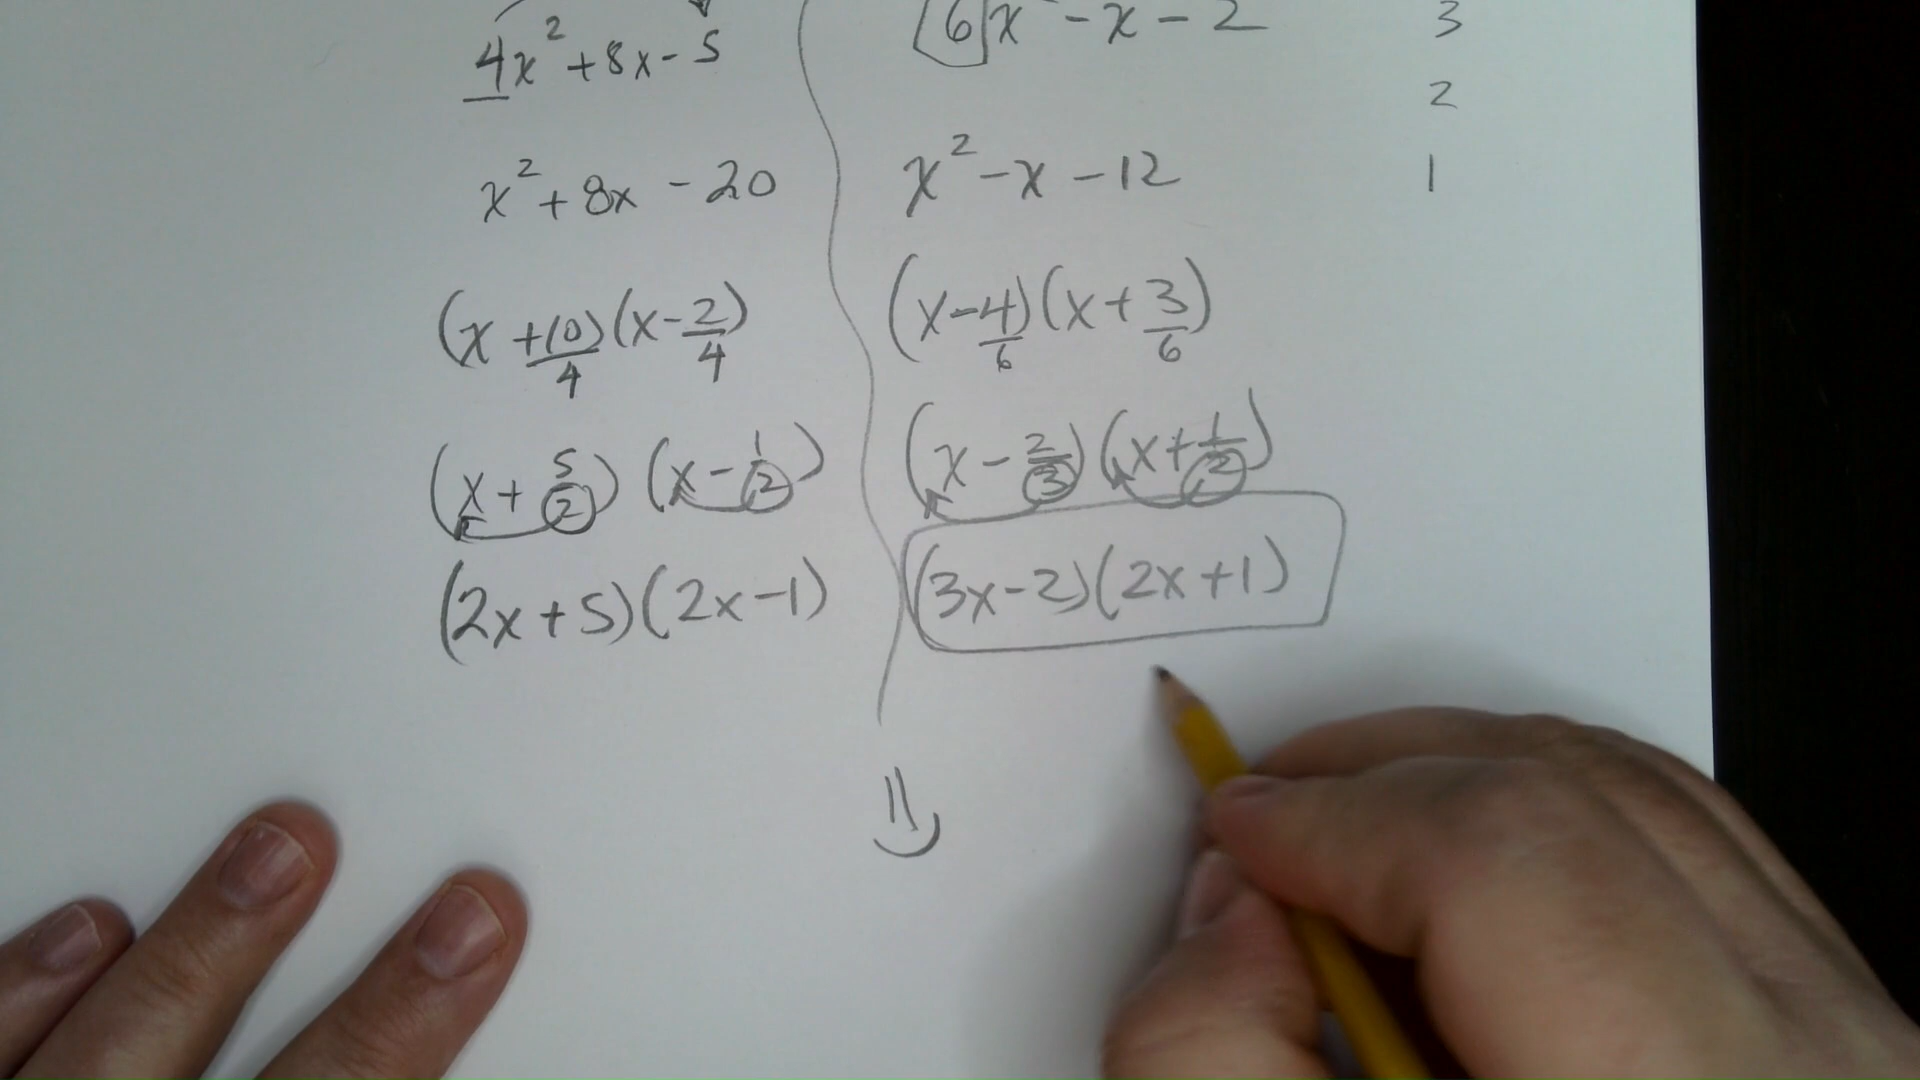 4x² + 8x - 5
x² + 8x - 20
(x + 10/4)(x - 2/4)
(x + 5/2) (x - 1/2)
(2x + 5)(2x - 1)
6x² - x - 2
x² - x - 12
(x - 4/6)(x + 3/6)
(x - 2/3)(x + 1/2)
(3x - 2)(2x + 1)
3
2
1